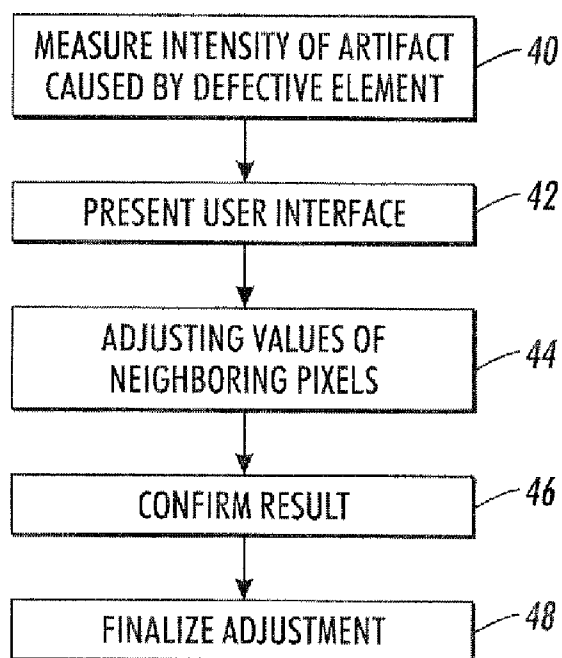 MEASURE INTENSITY OF ARTIFACT
CAUSED BY DEFECTIVE ELEMENT
40
PRESENT USER INTERFACE
42
ADJUSTING VALUES OF
NEIGHBORING PIXELS
44
CONFIRM RESULT
46
FINALIZE ADJUSTMENT
48